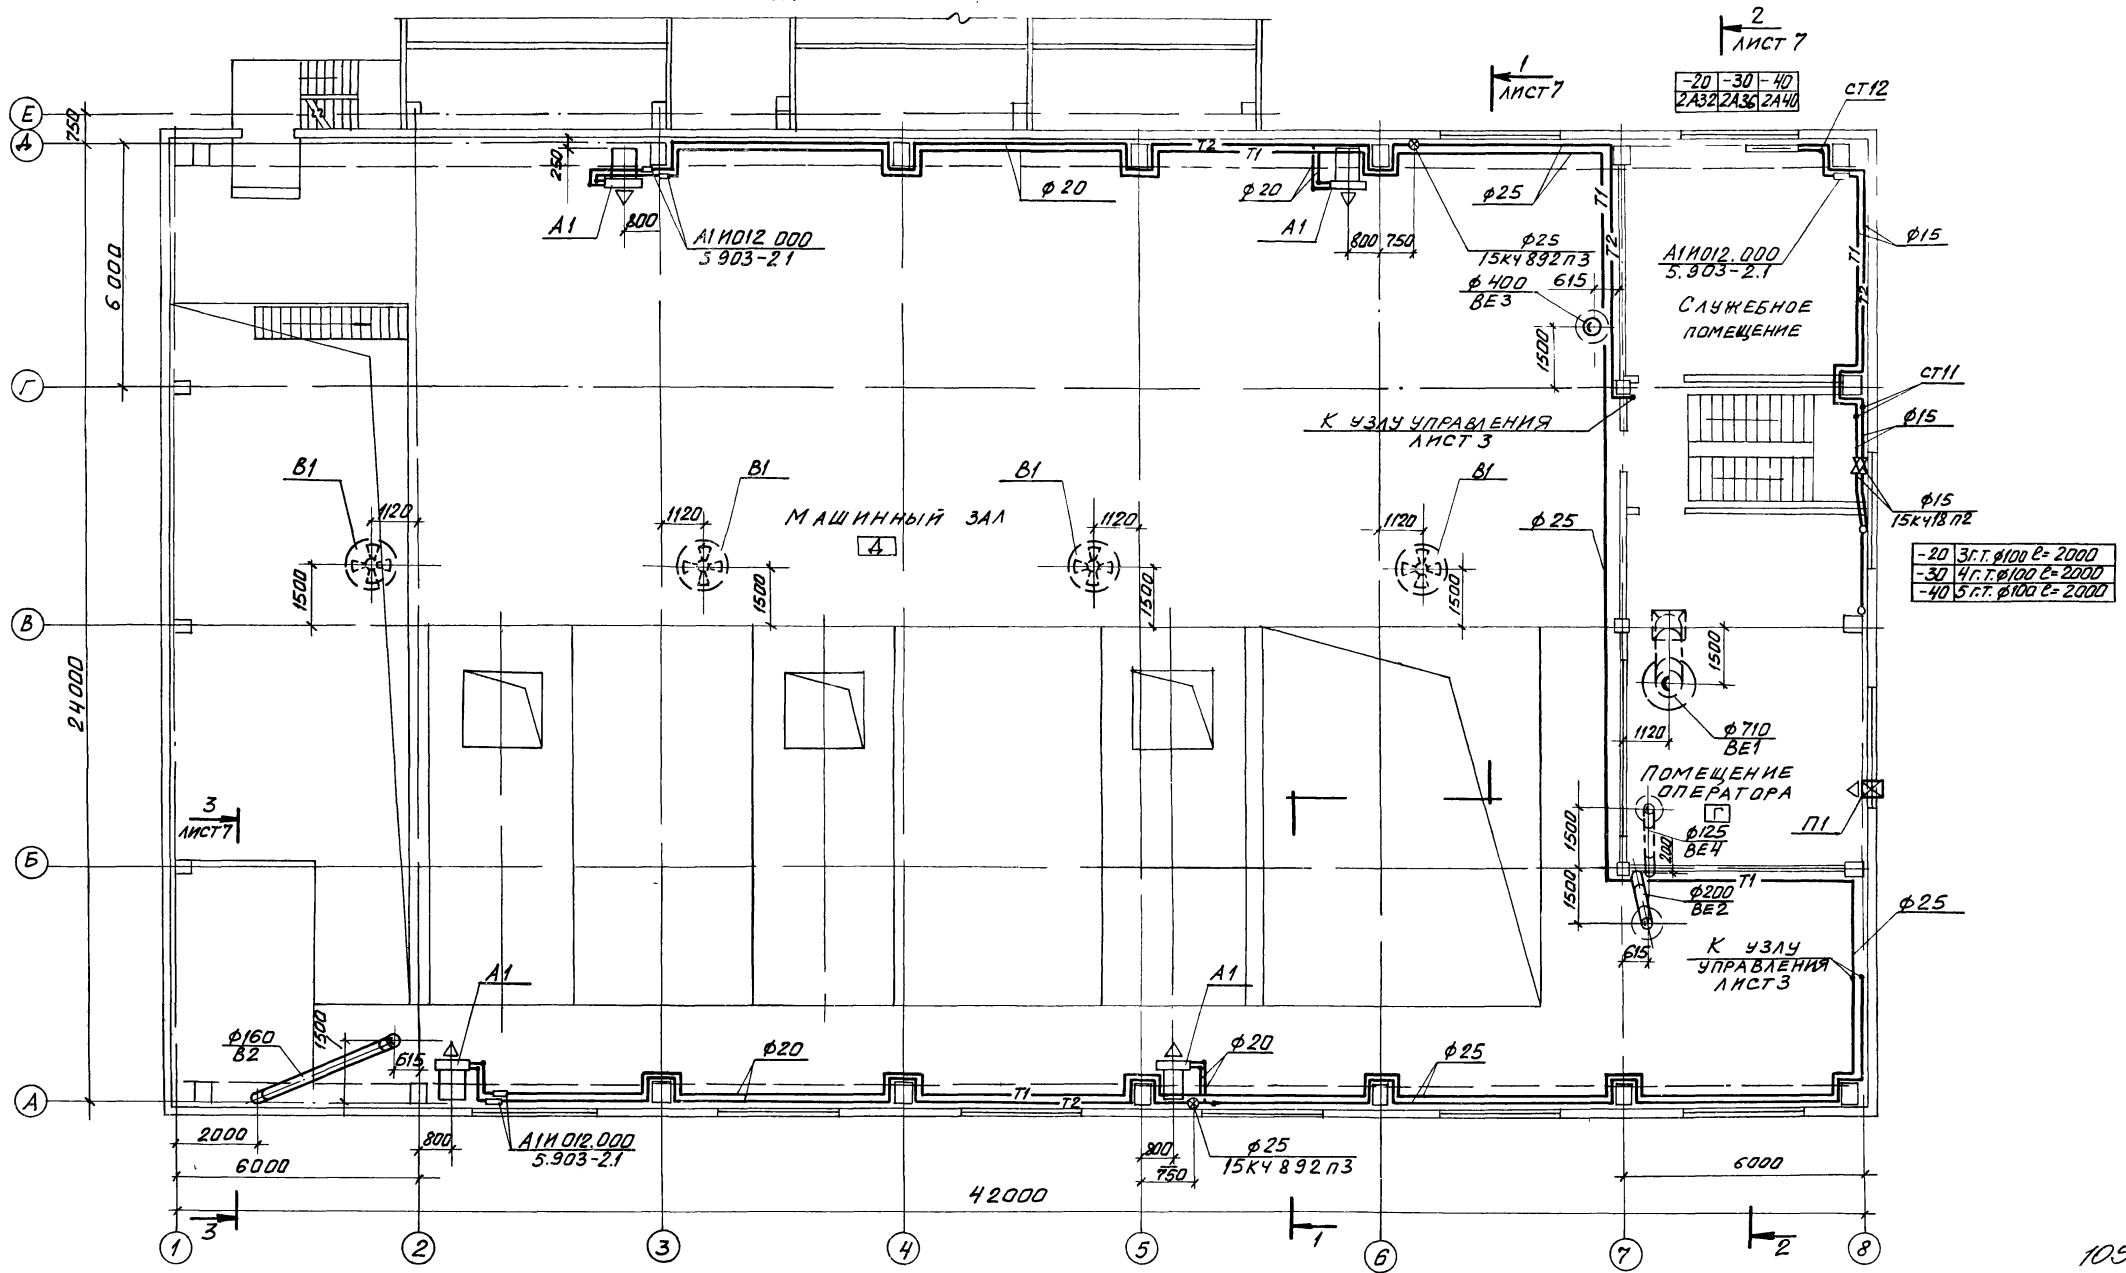 2
ЛИСТ 7
1
ЛИСТ 7
-20 -30 -40
2А32 2А36 2А40
СТ12
Е
750
Д
250
Т2
Т1
А1
800
А1И012.000
5.903-2.1
ф20
ф20
А1
800 750
ф25
15КЧ892П3
ф25
Т1
Т2
ф400
ВЕ3
615
1500
А1И012.000
5.903-2.1
СЛУЖЕБНОЕ
ПОМЕЩЕНИЕ
Т1
Т2
ф15
6000
Г
К УЗЛУ УПРАВЛЕНИЯ
ЛИСТ 3
СТ11
ф15
ф15
15КЧ18П2
-20 3Г.Т.ф100 ℓ=2000
-30 4Г.Т.ф100 ℓ=2000
-40 5Г.Т.ф100 ℓ=2000
В1
1120
1500
В1
1120
1500
МАШИННЫЙ ЗАЛ
Д
В1
1120
1500
В1
1120
1500
ф25
В
24000
1500
1120
ф710
ВЕ1
ПОМЕЩЕНИЕ
ОПЕРАТОРА
Г
П1
3
ЛИСТ 7
Б
1500
1500
ф125
ВЕ4
200
Т1
ф200
ВЕ2
615
ф25
К УЗЛУ
УПРАВЛЕНИЯ
ЛИСТ 3
ф160
В2
1500
615
А1
ф20
А1
ф20
ф25
Т1
Т2
А
2000
6000
800
А1И012.000
5.903-2.1
800
750
ф25
15КЧ892П3
6000
42000
3
1
2
1
2
3
4
5
6
7
8
105